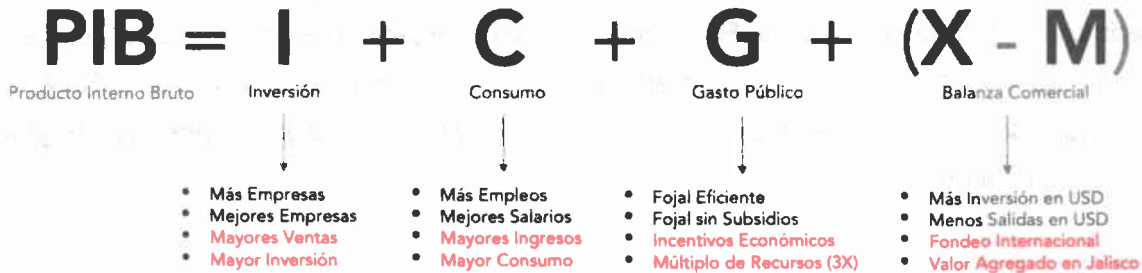 PIB = I + C + G + (X - M)
Producto Interno Bruto Inversión Consumo Gasto Público Balanza Comercial
• Más Empresas
• Mejores Empresas
• Mayores Ventas
• Mayor Inversión
• Más Empleos
• Mejores Salarios
• Mayores Ingresos
• Mayor Consumo
• Fojal Eficiente
• Fojal sin Subsidios
• Incentivos Económicos
• Múltiplo de Recursos (3X)
• Más Inversión en USD
• Menos Salidas en USD
• Fondeo Internacional
• Valor Agregado en Jalisco